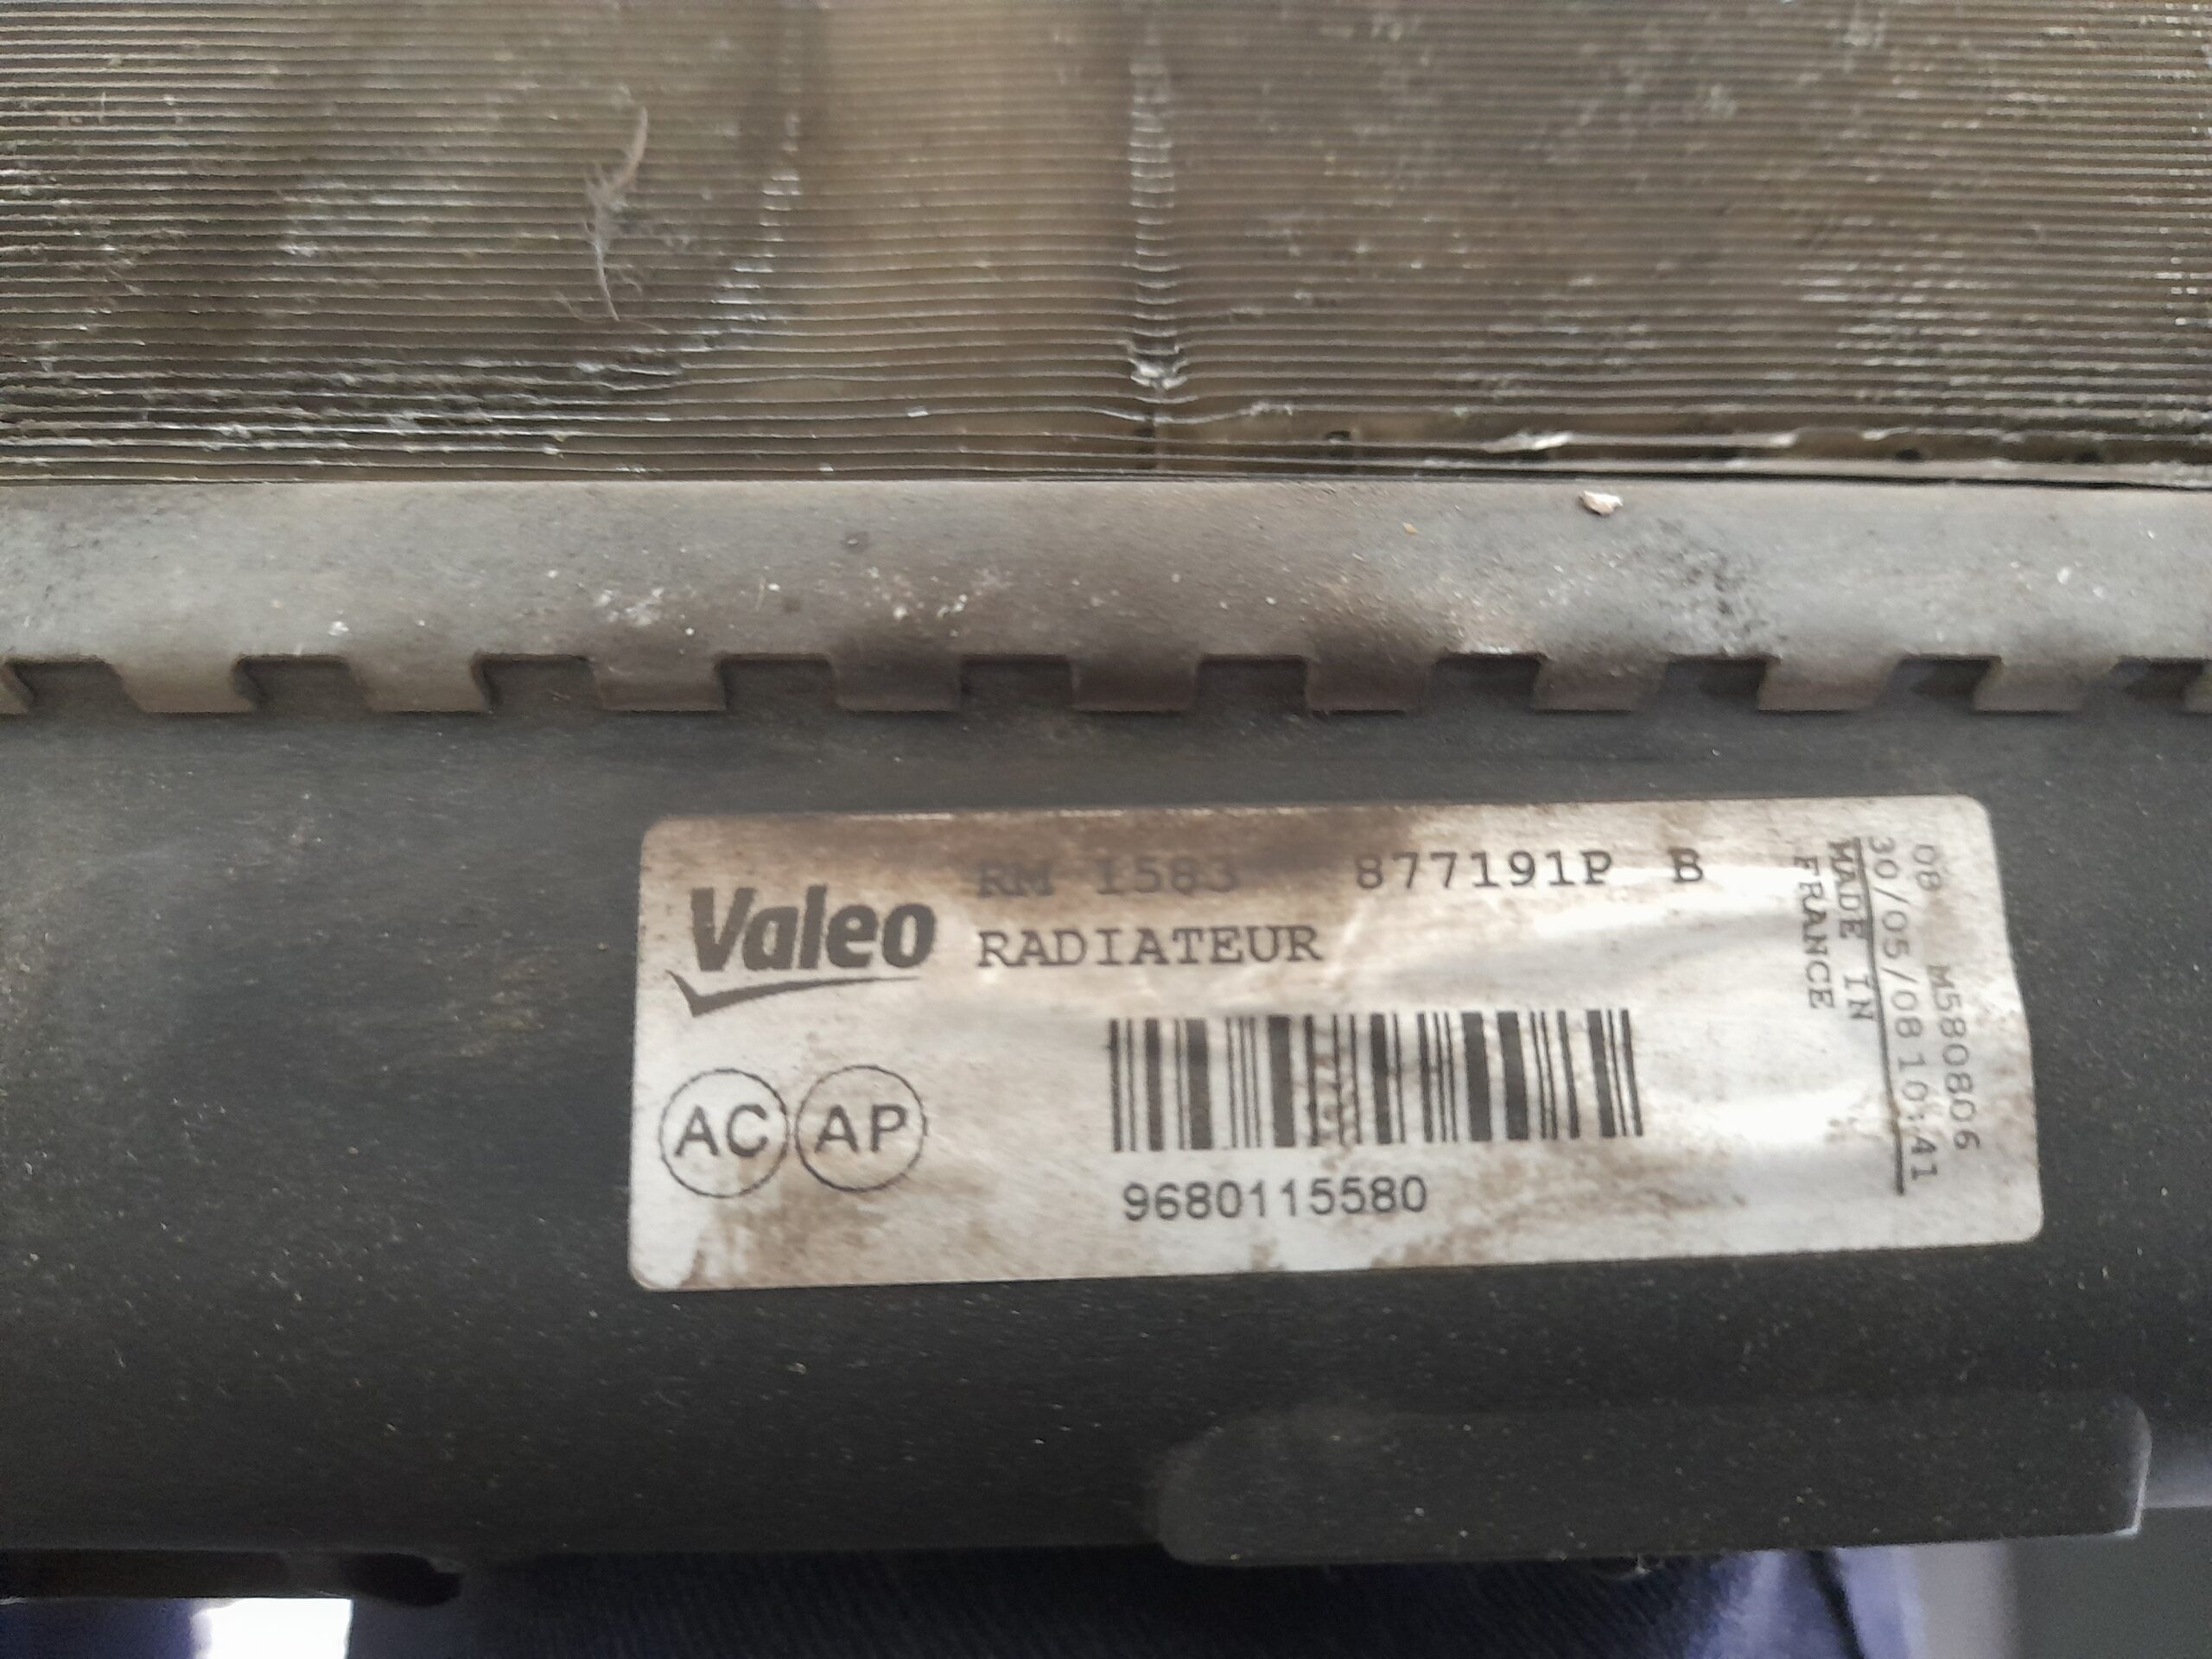 Valeo
RM 1583 877191P B
RADIATEUR
AC AP
9680115580
MADE IN
FRANCE
30/05/08 10:41
08 M580806